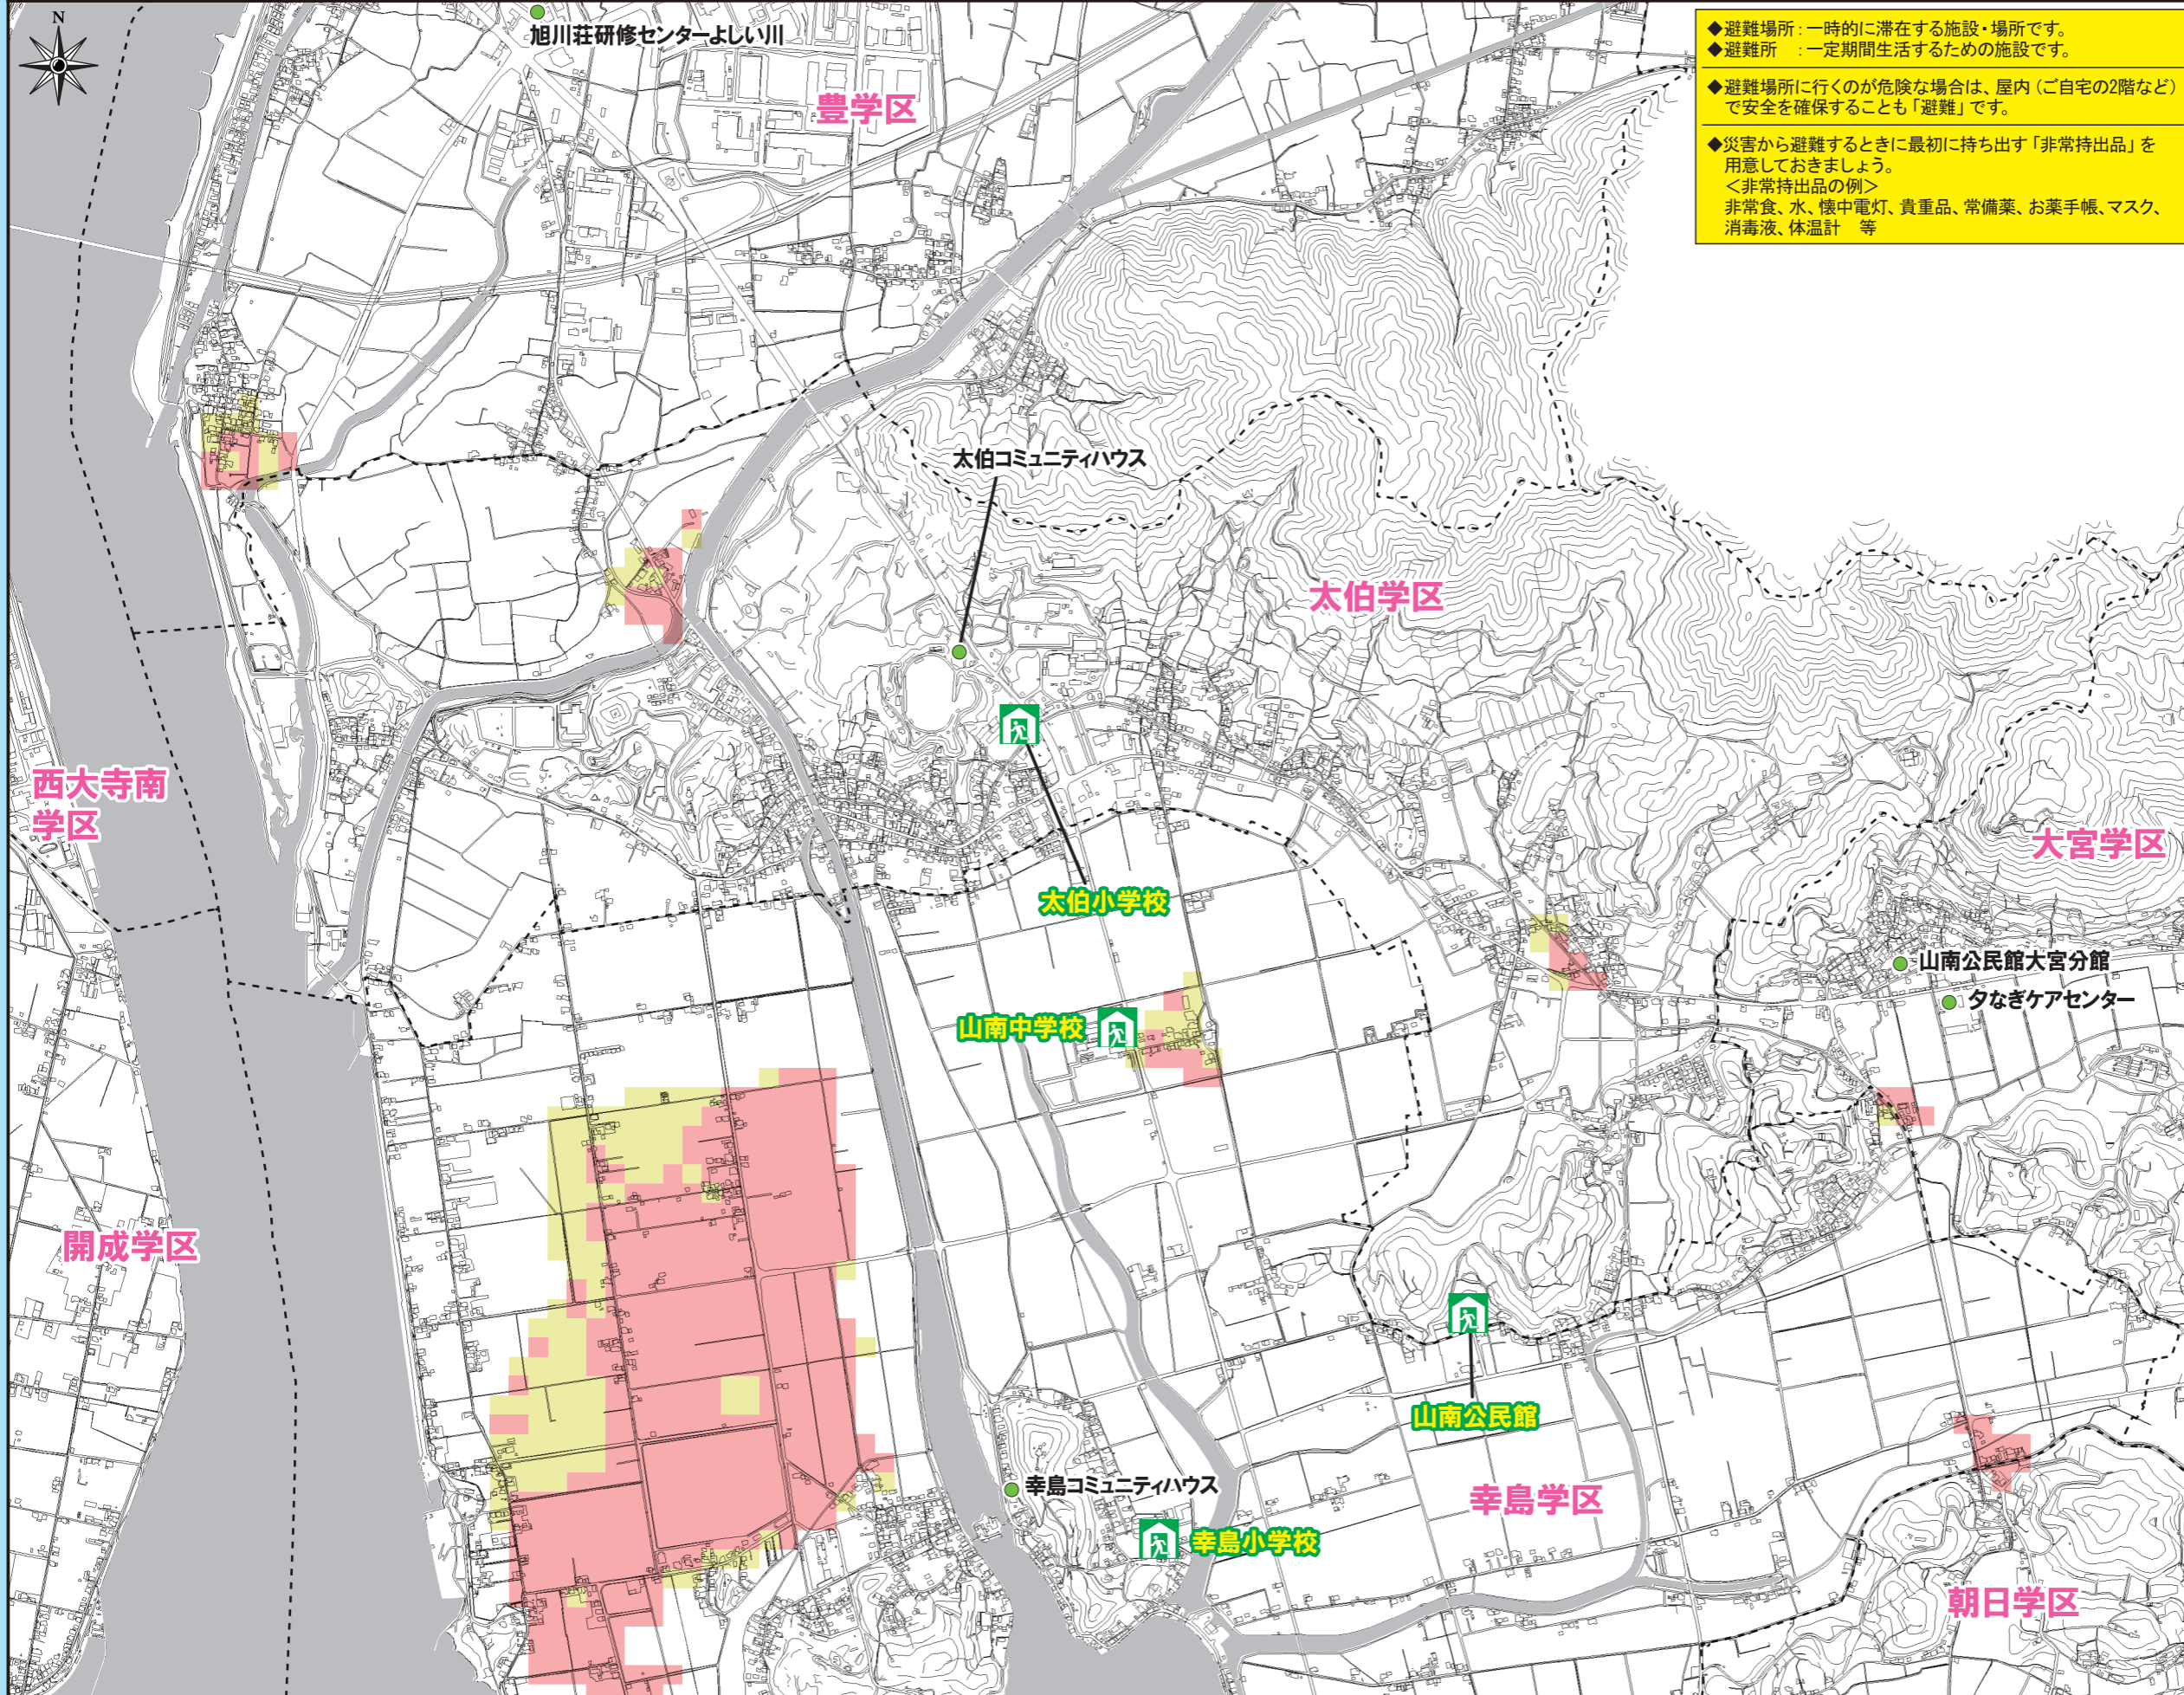 N
旭川荘研修センターよしい川
豊学区
◆避難場所：一時的に滞在する施設・場所です。
◆避難所　：一定期間生活するための施設です。
◆避難場所に行くのが危険な場合は、屋内（ご自宅の2階など）
で安全を確保することも「避難」です。
◆災害から避難するときに最初に持ち出す「非常持出品」を
用意しておきましょう。
＜非常持出品の例＞
非常食、水、懐中電灯、貴重品、常備薬、お薬手帳、マスク、
消毒液、体温計　等
太伯コミュニティハウス
太伯学区
西大寺南
学区
大宮学区
太伯小学校
山南公民館大宮分館
夕なぎケアセンター
山南中学校
開成学区
山南公民館
幸島コミュニティハウス
幸島学区
幸島小学校
朝日学区